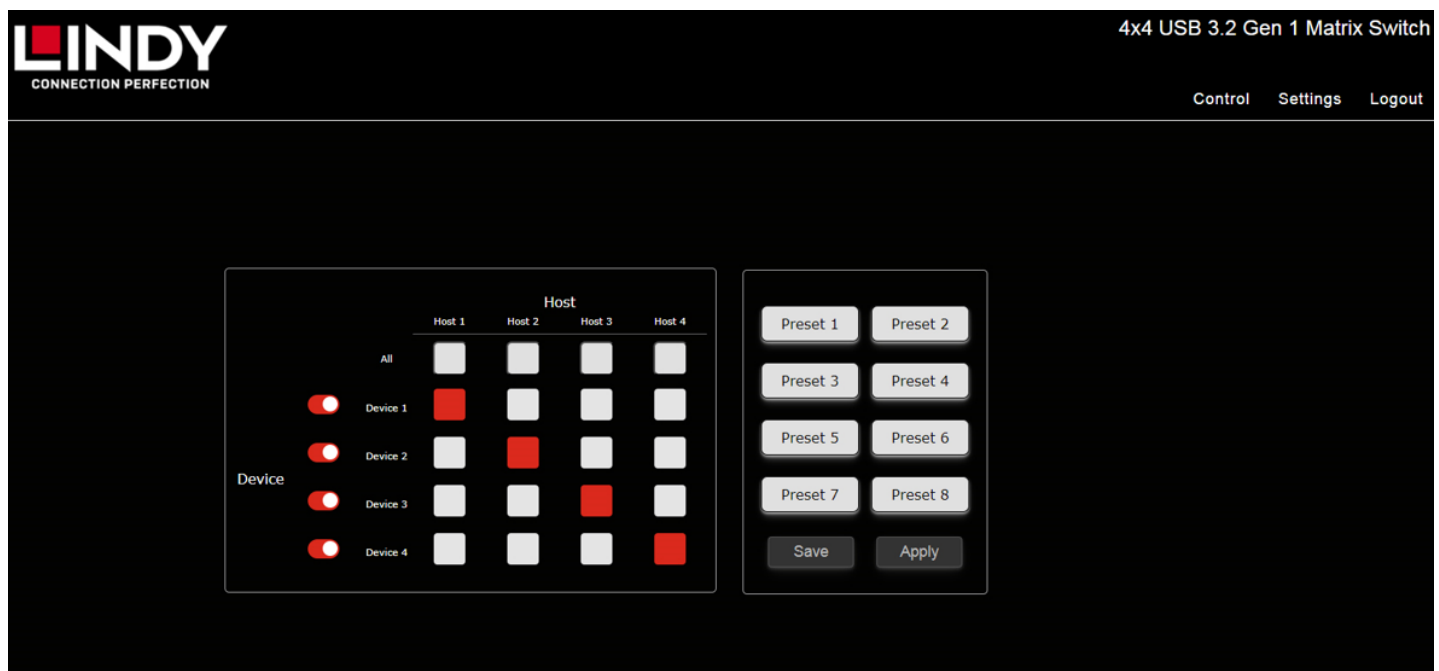 LINDY
CONNECTION PERFECTION
4x4 USB 3.2 Gen 1 Matrix Switch
Control Settings Logout
Host
Host 1 Host 2 Host 3 Host 4
All
Device 1
Device 2
Device
Device 3
Device 4
Preset 1 Preset 2
Preset 3 Preset 4
Preset 5 Preset 6
Preset 7 Preset 8
Save Apply